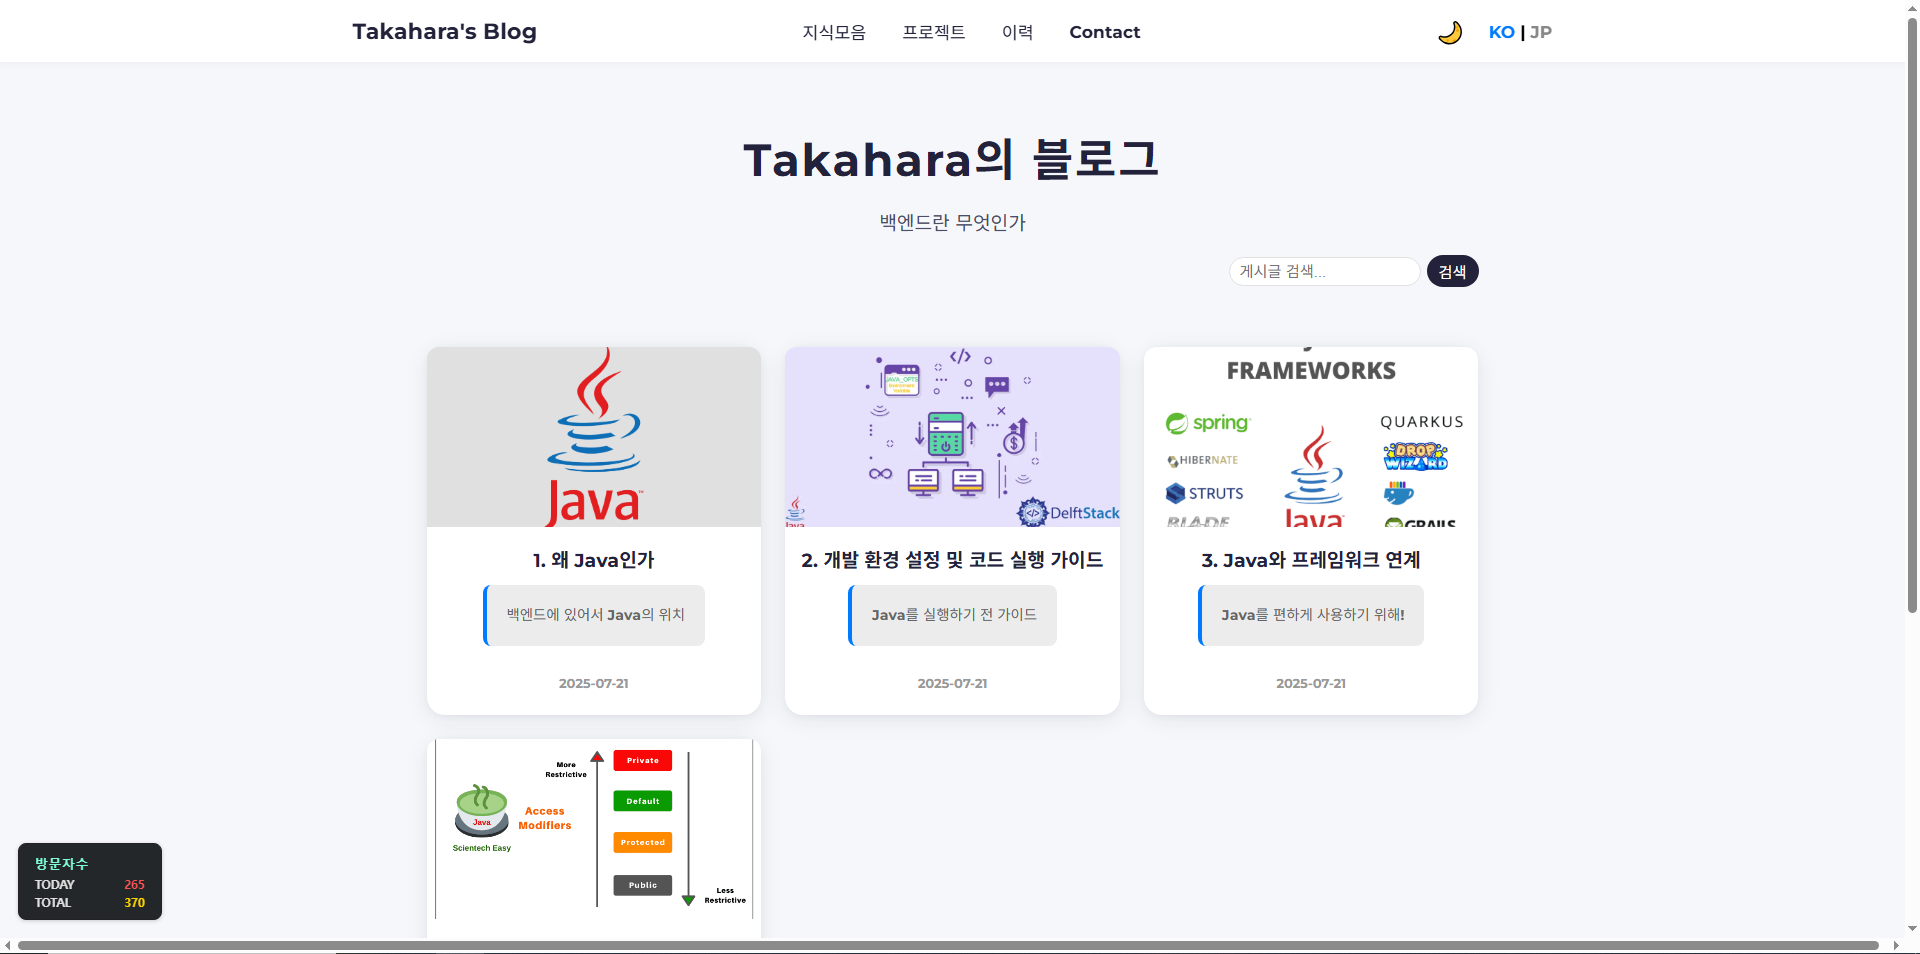 Takahara's Blog
지식모음 프로젝트 이력 Contact
KO | JP
Takahara의 블로그
백엔드란 무엇인가
게시글 검색... 검색
Java
1. 왜 Java인가
백엔드에 있어서 Java의 위치
2025-07-21
JAVA_OPTS
DelftStack
2. 개발 환경 설정 및 코드 실행 가이드
Java를 실행하기 전 가이드
2025-07-21
FRAMEWORKS
spring
QUARKUS
HIBERNATE
DROP
WIZARD
STRUTS
BLADE
Java
GRAILS
3. Java와 프레임워크 연계
Java를 편하게 사용하기 위해!
2025-07-21
More
Restrictive
Private
Default
Java
Access
Modifiers
Scientech Easy
Protected
Public
Less
Restrictive
방문자수
TODAY 265
TOTAL 370